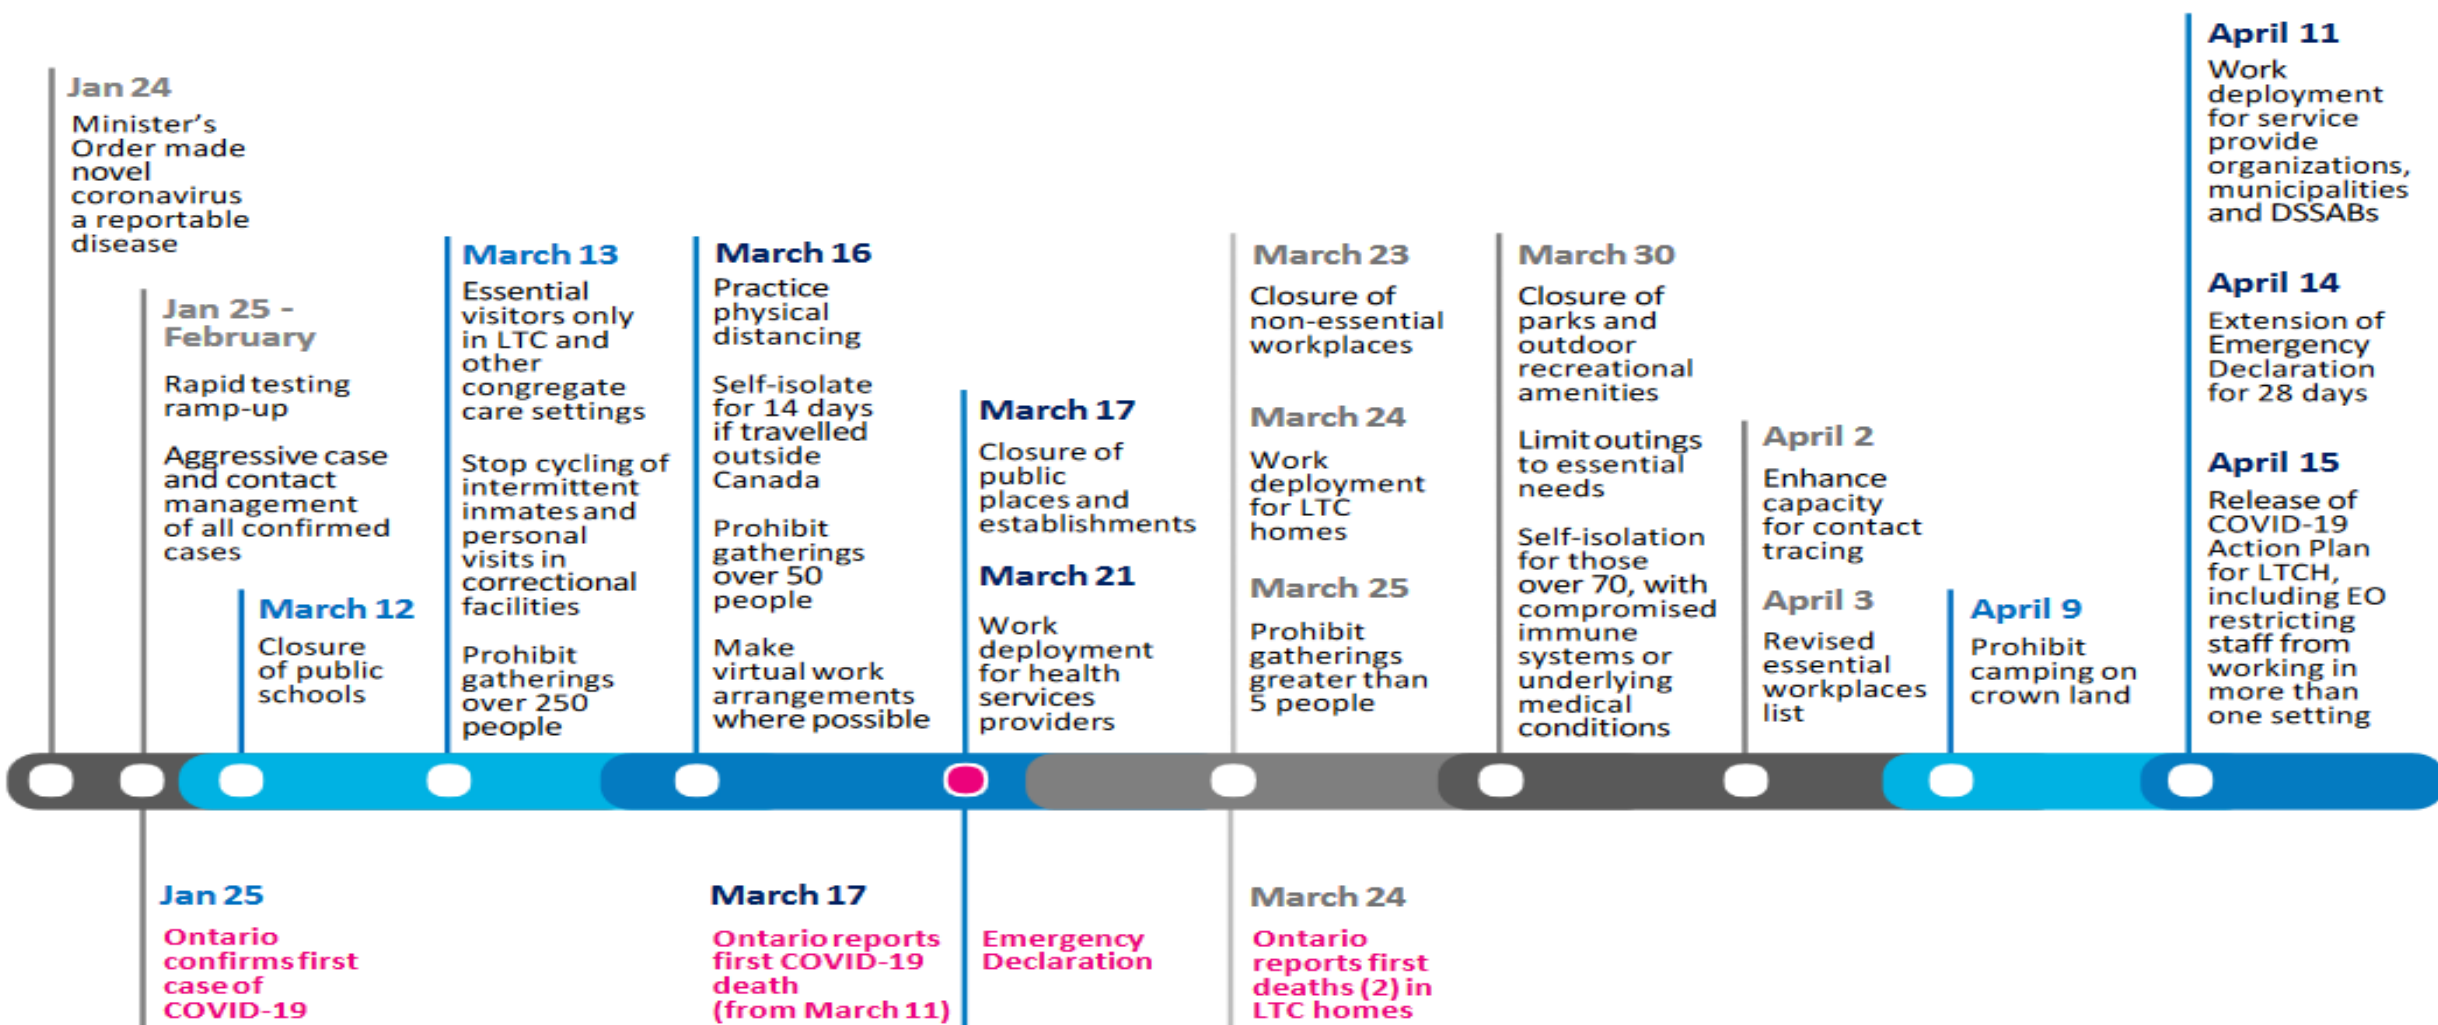 Jan 24
Minister's
Order made
novel
coronavirus
a reportable
disease
Jan 25 -
February
Rapid testing
ramp-up
Aggressive case
and contact
management
of all confirmed
cases
March 12
Closure
of public
schools
March 13
Essential
visitors only
in LTC and
other
congregate
care settings
Stop cycling of
intermittent
inmates and
personal
visits in
correctional
facilities
Prohibit
gatherings
over 250
people
March 16
Practice
physical
distancing
Self-isolate
for 14 days
if travelled
outside
Canada
Prohibit
gatherings
over 50
people
Make
virtual work
arrangements
where possible
March 17
Closure of
public
places and
establishments
March 21
Work
deployment
for health
services
providers
March 23
Closure of
non-essential
workplaces
March 24
Work
deployment
for LTC
homes
March 25
Prohibit
gatherings
greater than
5 people
March 30
Closure of
parks and
outdoor
recreational
amenities
Limit outings
to essential
needs
Self-isolation
for those
over 70, with
compromised
immune
systems or
underlying
medical
conditions
April 2
Enhance
capacity
for contact
tracing
April 3
Revised
essential
workplaces
list
April 9
Prohibit
camping on
crown land
April 11
Work
deployment
for service
provide
organizations,
municipalities
and DSSABs
April 14
Extension of
Emergency
Declaration
for 28 days
April 15
Release of
COVID-19
Action Plan
for LTCH,
including EO
restricting
staff from
working in
more than
one setting
Jan 25
Ontario
confirms first
case of
COVID-19
March 17
Ontario reports
first COVID-19
death
(from March 11)
Emergency
Declaration
March 24
Ontario
reports first
deaths (2) in
LTC homes